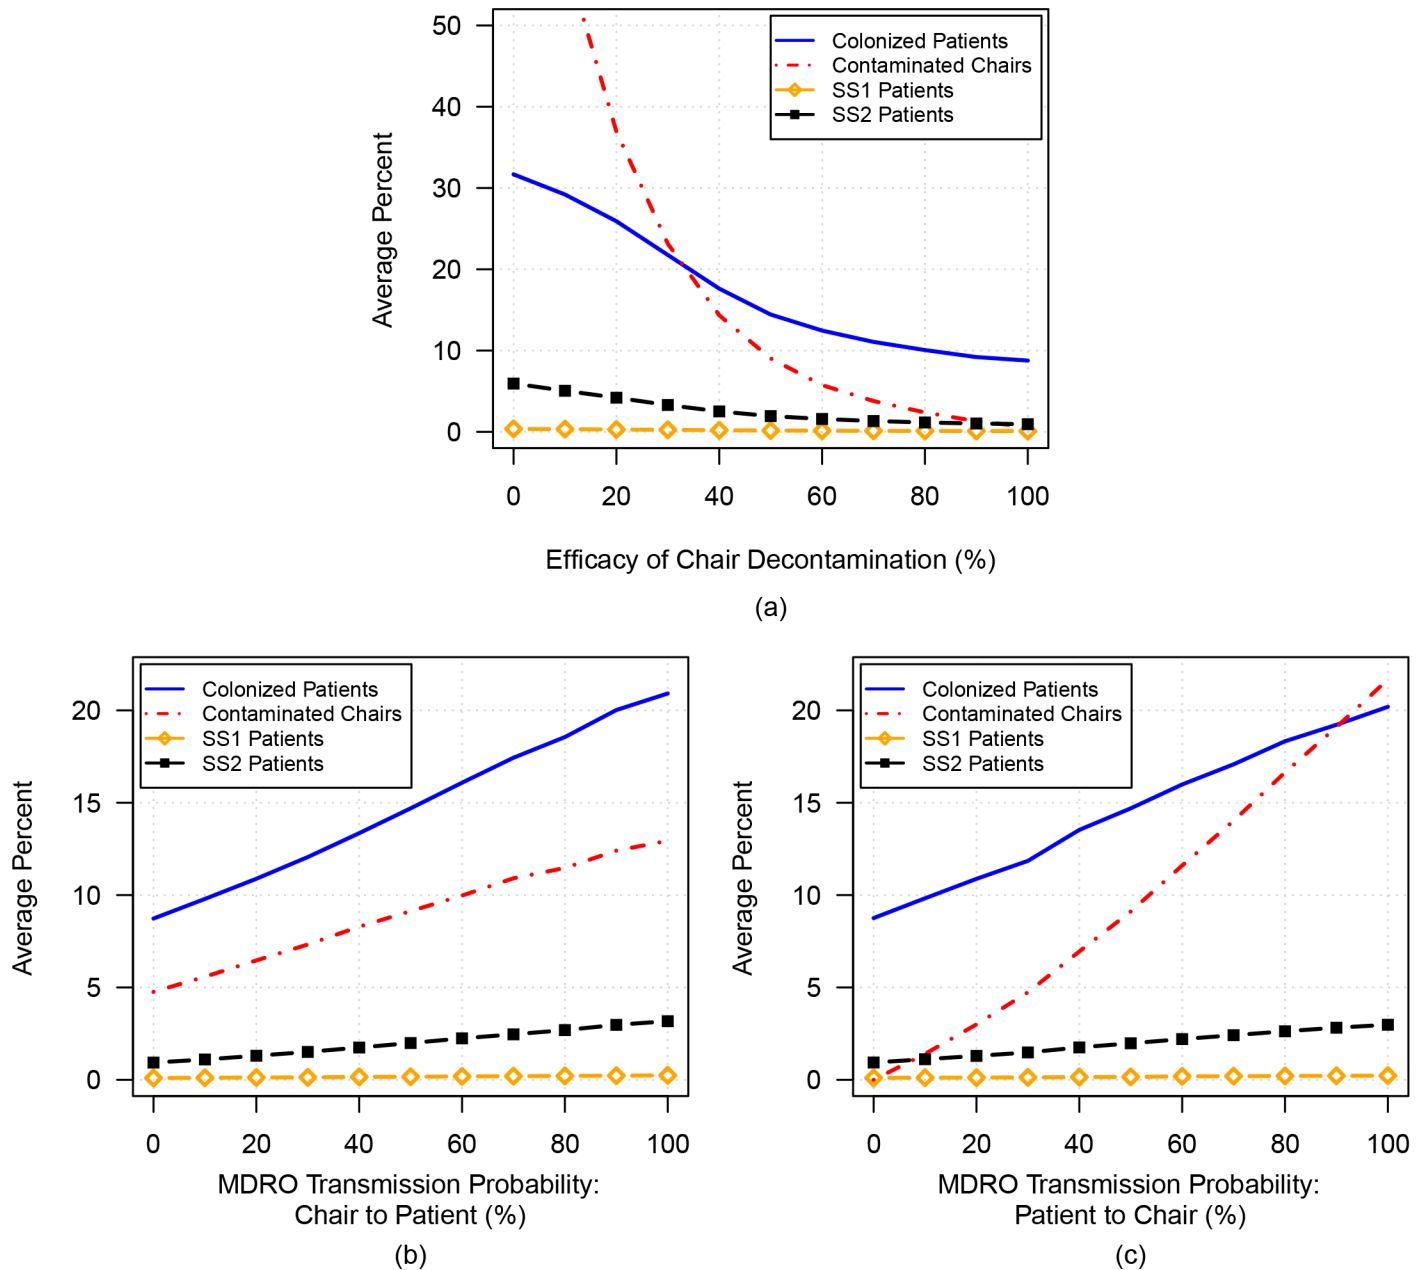 50
40
30
20
10
0
Average Percent
Colonized Patients
Contaminated Chairs
SS1 Patients
SS2 Patients
0 20 40 60 80 100
Efficacy of Chair Decontamination (%)
(a)
20
15
10
5
0
Average Percent
Colonized Patients
Contaminated Chairs
SS1 Patients
SS2 Patients
0 20 40 60 80 100
MDRO Transmission Probability:
Chair to Patient (%)
(b)
20
15
10
5
0
Average Percent
Colonized Patients
Contaminated Chairs
SS1 Patients
SS2 Patients
0 20 40 60 80 100
MDRO Transmission Probability:
Patient to Chair (%)
(c)